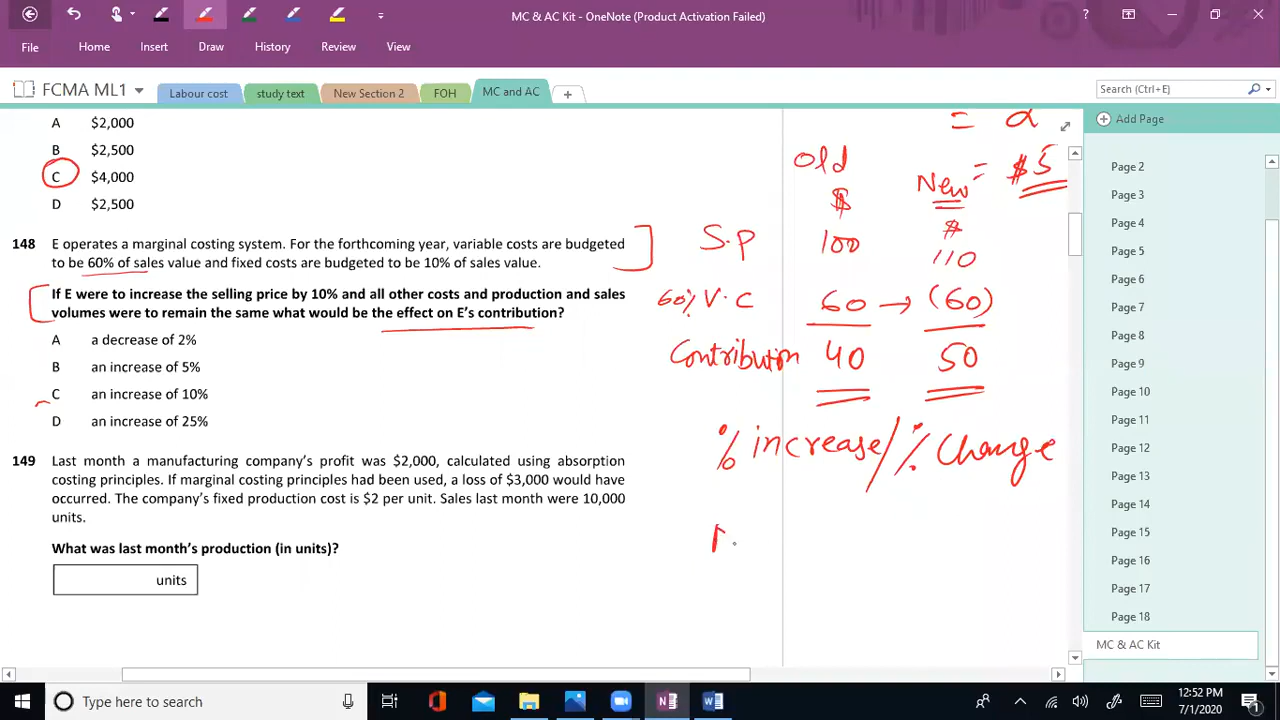 MC & AC Kit - OneNote (Product Activation Failed)
File Home Insert Draw History Review View
FCMA ML1 Labour cost study text New Section 2 FOH MC and AC
Search (Ctrl+E)
Add Page
A $2,000
B $2,500
C $4,000
D $2,500
148 E operates a marginal costing system. For the forthcoming year, variable costs are budgeted
to be 60% of sales value and fixed costs are budgeted to be 10% of sales value.
If E were to increase the selling price by 10% and all other costs and production and sales
volumes were to remain the same what would be the effect on E's contribution?
A a decrease of 2%
B an increase of 5%
C an increase of 10%
D an increase of 25%
149 Last month a manufacturing company's profit was $2,000, calculated using absorption
costing principles. If marginal costing principles had been used, a loss of $3,000 would have
occurred. The company's fixed production cost is $2 per unit. Sales last month were 10,000
units.
What was last month's production (in units)?
units
=
Old
New = $5
$ $
S.P 100 110
60% V.C 60 → (60)
Contribution 40 50
% increase/% Change
Page 2
Page 3
Page 4
Page 5
Page 6
Page 7
Page 8
Page 9
Page 10
Page 11
Page 12
Page 13
Page 14
Page 15
Page 16
Page 17
Page 18
MC & AC Kit
Type here to search
12:52 PM
7/1/2020